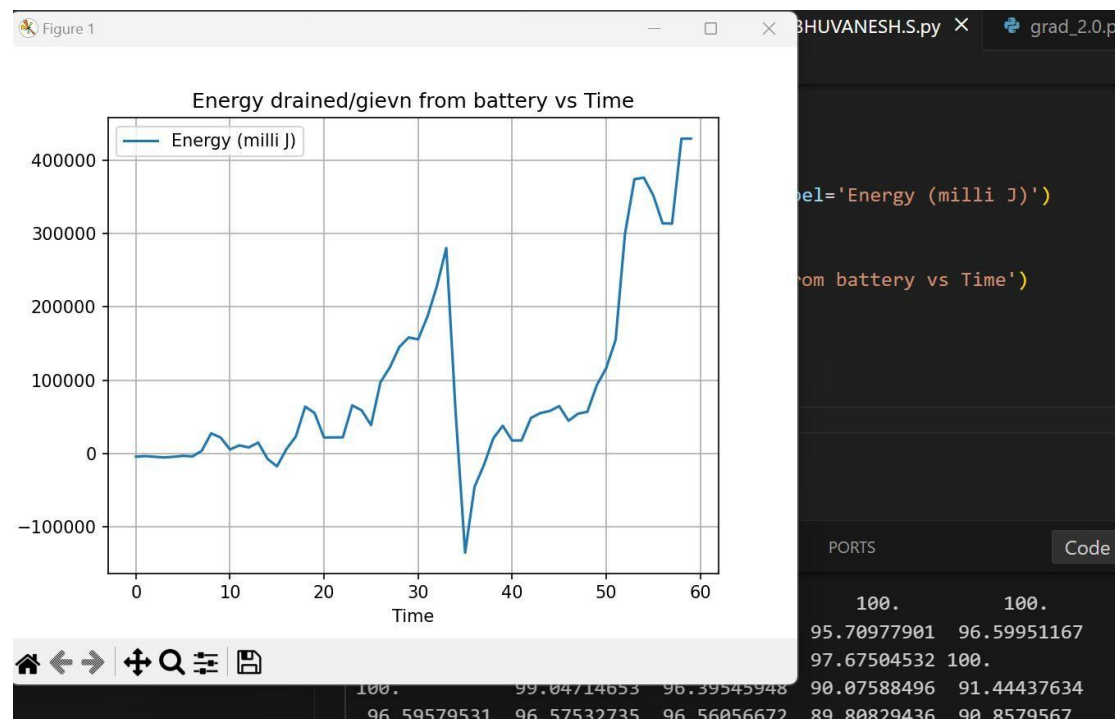 Figure 1
BHUVANESH.S.py
grad_2.0.p
Energy drained/gievn from battery vs Time
Energy (milli J)
400000
300000
200000
100000
0
−100000
0 10 20 30 40 50 60
Time
el='Energy (milli J)')
om battery vs Time')
PORTS
Code
100. 100.
95.70977901 96.59951167
97.67504532 100.
100. 99.04714653 96.39545948 90.07588496 91.44437634
96.59579531 96.57532735 96.56056672 89.80829436 90.8579567